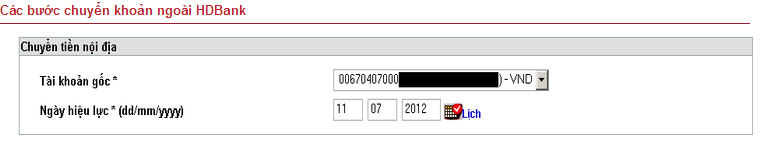 Các bước chuyển khoản ngoài HDBank
Chuyển tiền nội địa
Tài khoản gốc * 00670407000 ) - VND
Ngày hiệu lực * (dd/mm/yyyy) 11 07 2012 Lịch